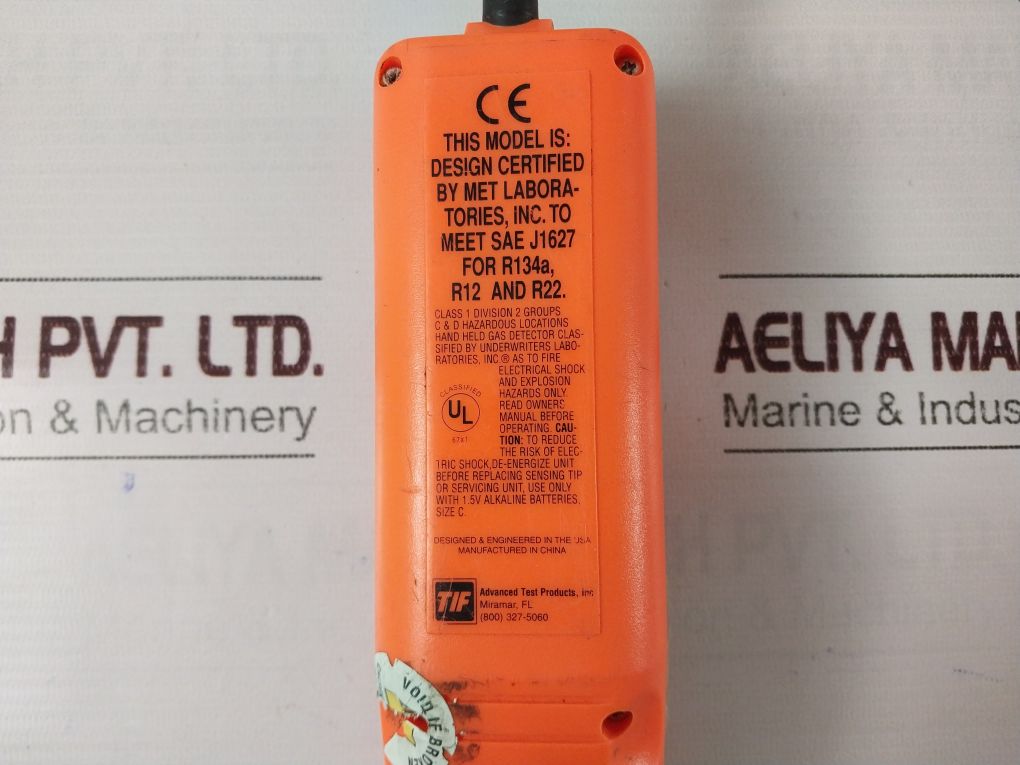 CE
THIS MODEL IS:
DESIGN CERTIFIED
BY MET LABORA-
TORIES, INC. TO
MEET SAE J1627
FOR R134a,
R12 AND R22.
CLASS 1 DIVISION 2 GROUPS
C & D HAZARDOUS LOCATIONS
HAND HELD GAS DETECTOR CLAS-
SIFIED BY UNDERWRITERS LABO-
RATORIES, INC ® AS TO FIRE
ELECTRICAL SHOCK
AND EXPLOSION
HAZARDS ONLY.
READ OWNERS
MANUAL BEFORE
OPERATING. CAU-
TION: TO REDUCE
THE RISK OF ELEC-
TRIC SHOCK, DE-ENERGIZE UNIT
BEFORE REPLACING SENSING TIP
OR SERVICING UNIT, USE ONLY
WITH 1.5V ALKALINE BATTERIES,
SIZE C.
CLASSIFIED
UL
67X1
DESIGNED & ENGINEERED IN THE USA
MANUFACTURED IN CHINA
TIF
Advanced Test Products, Inc
Miramar, FL
(800) 327-5060
VOID IF BROKEN
H PVT. LTD.
on & Machinery
AELIYA MA
Marine & Indus